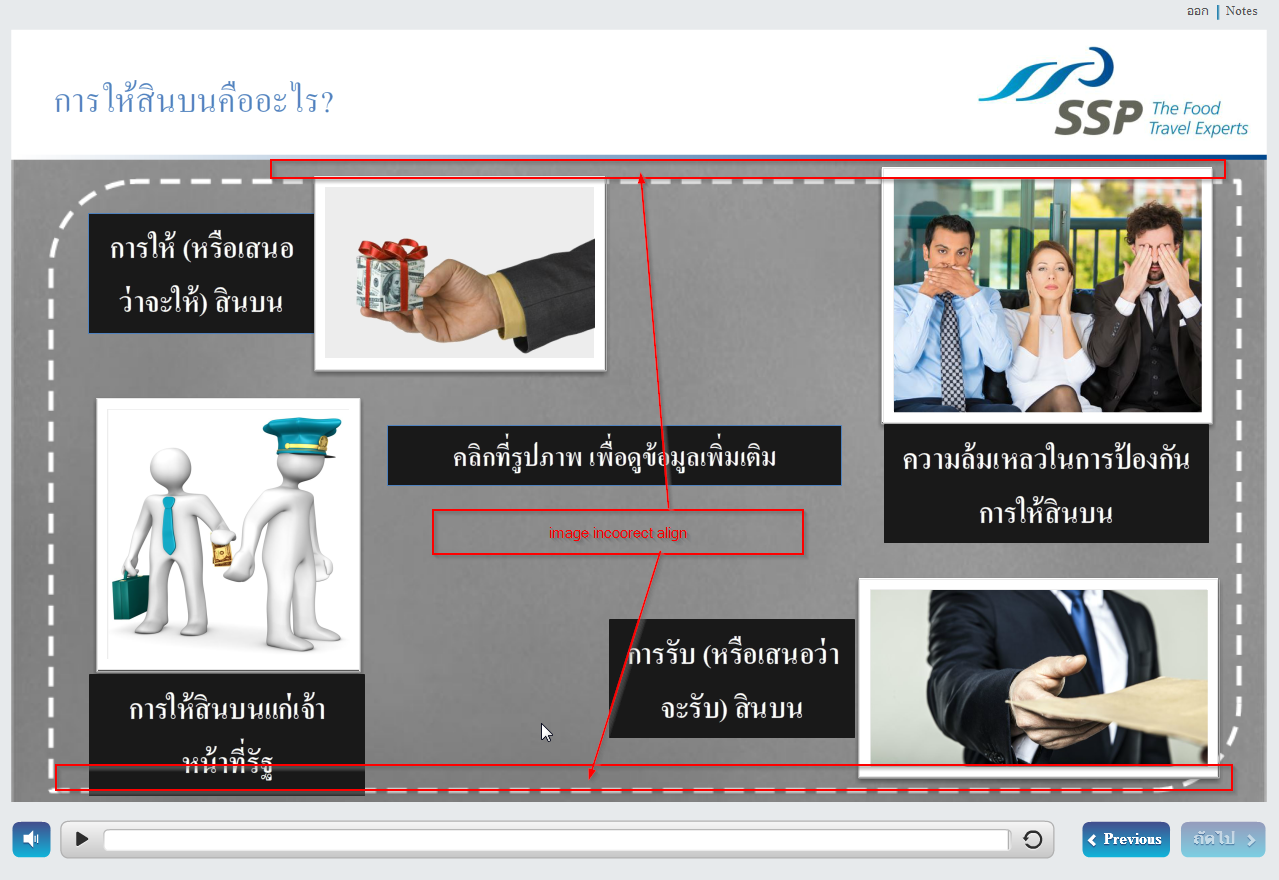 ออก | Notes
การให้สินบนคืออะไร?
SSP The Food
Travel Experts
การให้ (หรือเสนอ
ว่าจะให้) สินบน
คลิกที่รูปภาพ เพื่อดูข้อมูลเพิ่มเติม
ความล้มเหลวในการป้องกัน
การให้สินบน
image incoorect align
การรับ (หรือเสนอว่า
จะรับ) สินบน
การให้สินบนแก่เจ้า
หน้าที่รัฐ
Previous
ถัดไป